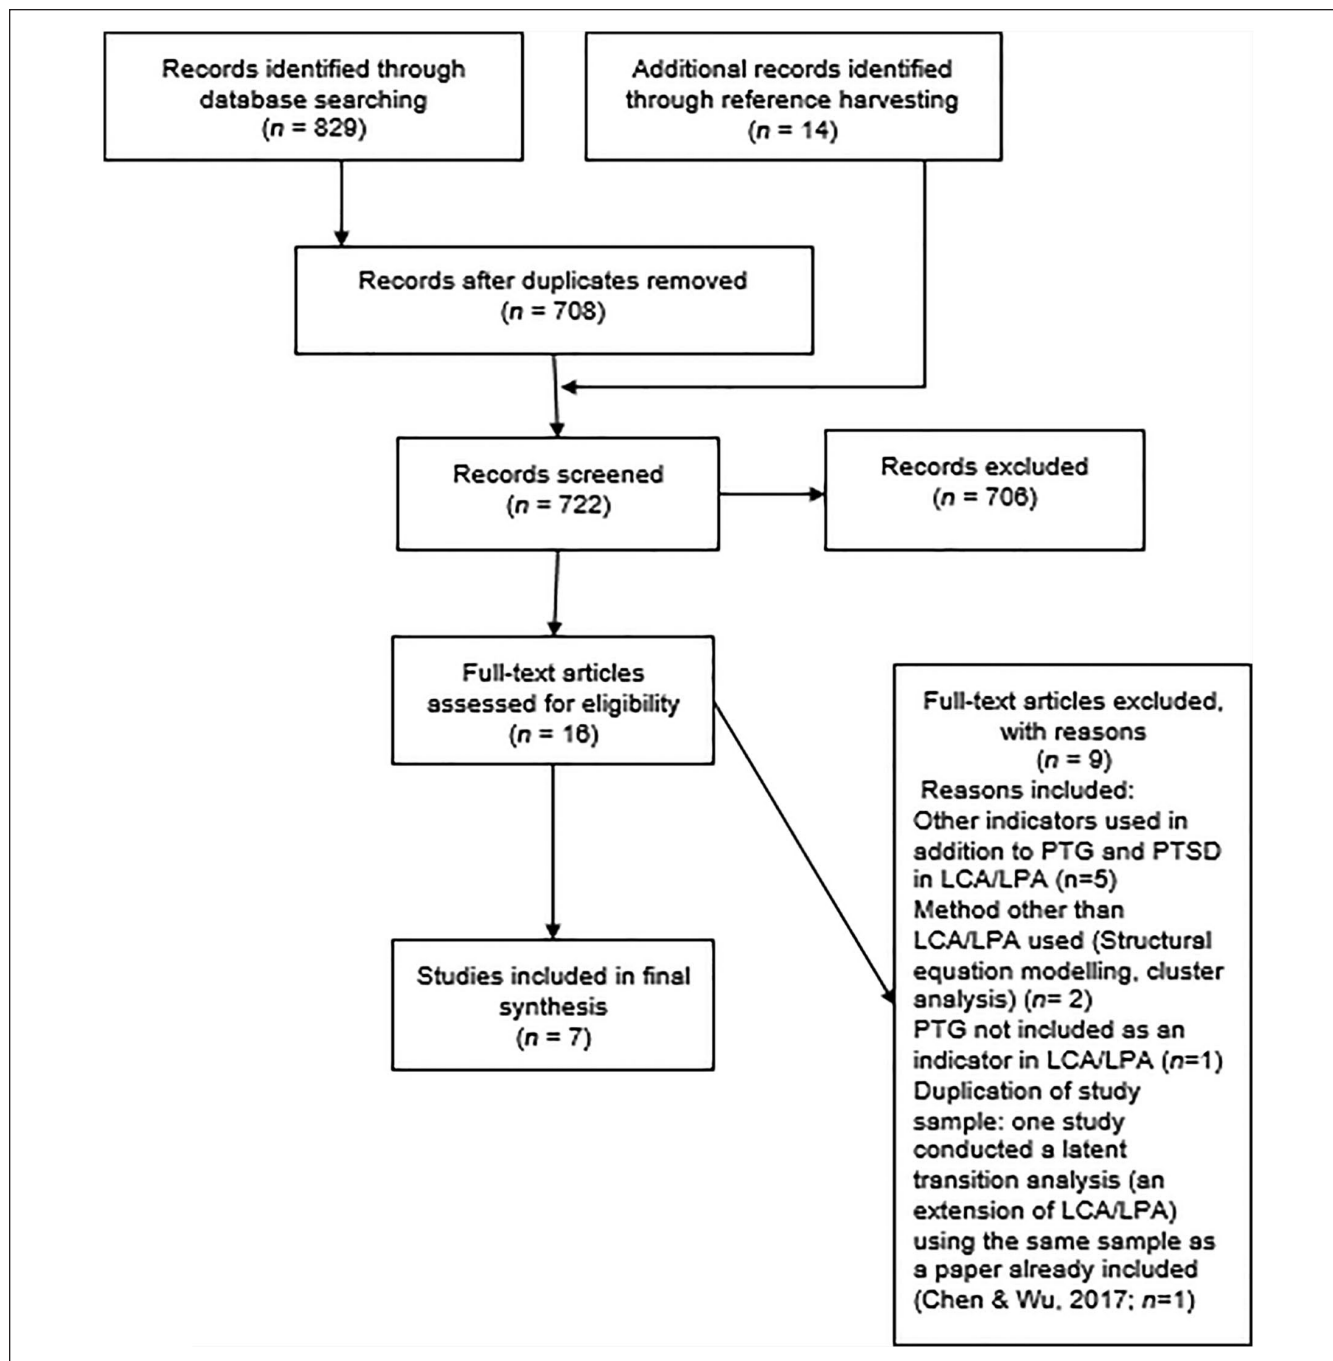 Records identified through
database searching
(n = 829)
Additional records identified
through reference harvesting
(n = 14)
Records after duplicates removed
(n = 708)
Records screened
(n = 722)
Records excluded
(n = 706)
Full-text articles
assessed for eligibility
(n = 16)
Full-text articles excluded,
with reasons
(n = 9)
Reasons included:
Other indicators used in
addition to PTG and PTSD
in LCA/LPA (n=5)
Method other than
LCA/LPA used (Structural
equation modelling, cluster
analysis) (n= 2)
PTG not included as an
indicator in LCA/LPA (n=1)
Duplication of study
sample: one study
conducted a latent
transition analysis (an
extension of LCA/LPA)
using the same sample as
a paper already included
(Chen & Wu, 2017; n=1)
Studies included in final
synthesis
(n = 7)